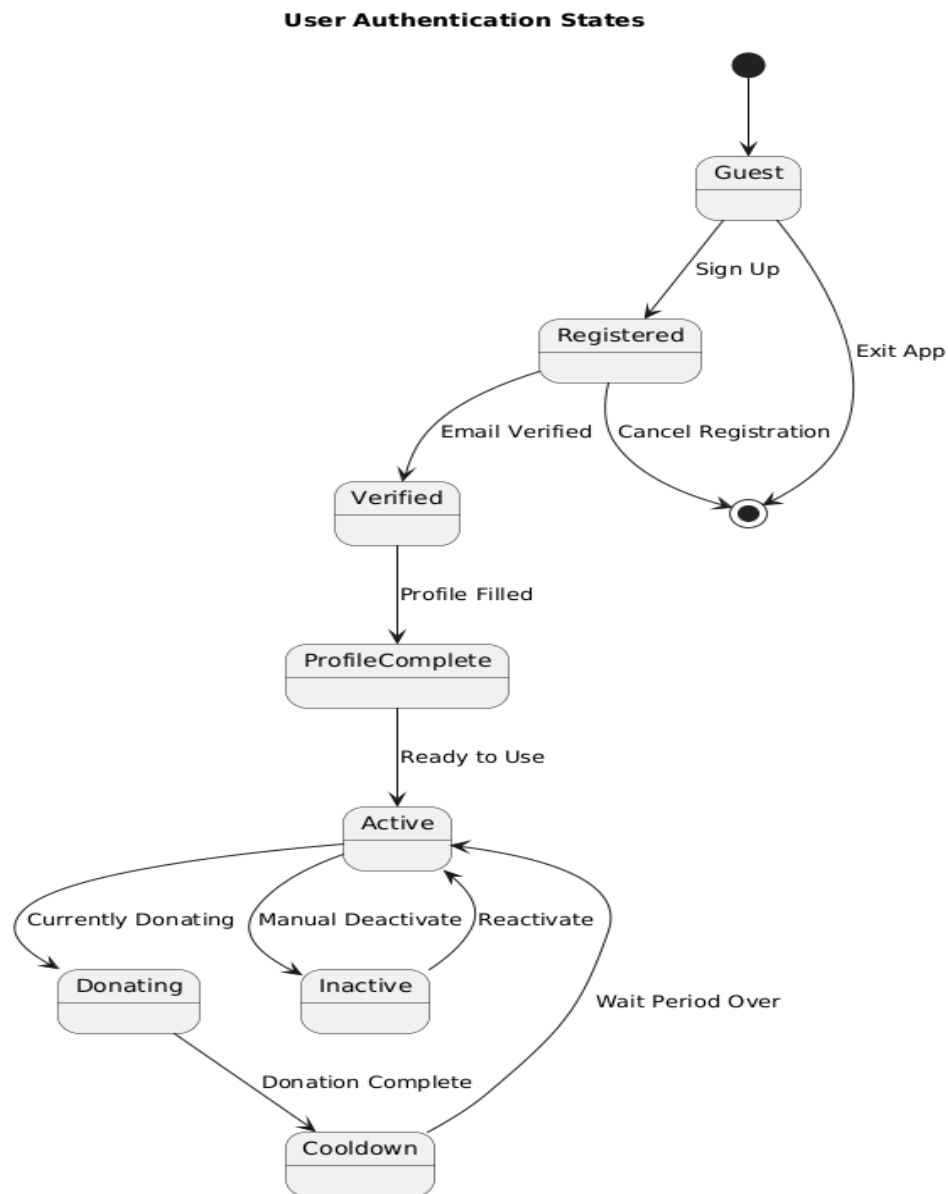 User Authentication States
Guest
Sign Up
Registered
Exit App
Email Verified
Cancel Registration
Verified
Profile Filled
ProfileComplete
Ready to Use
Active
Currently Donating
Manual Deactivate
Reactivate
Donating
Inactive
Wait Period Over
Donation Complete
Cooldown